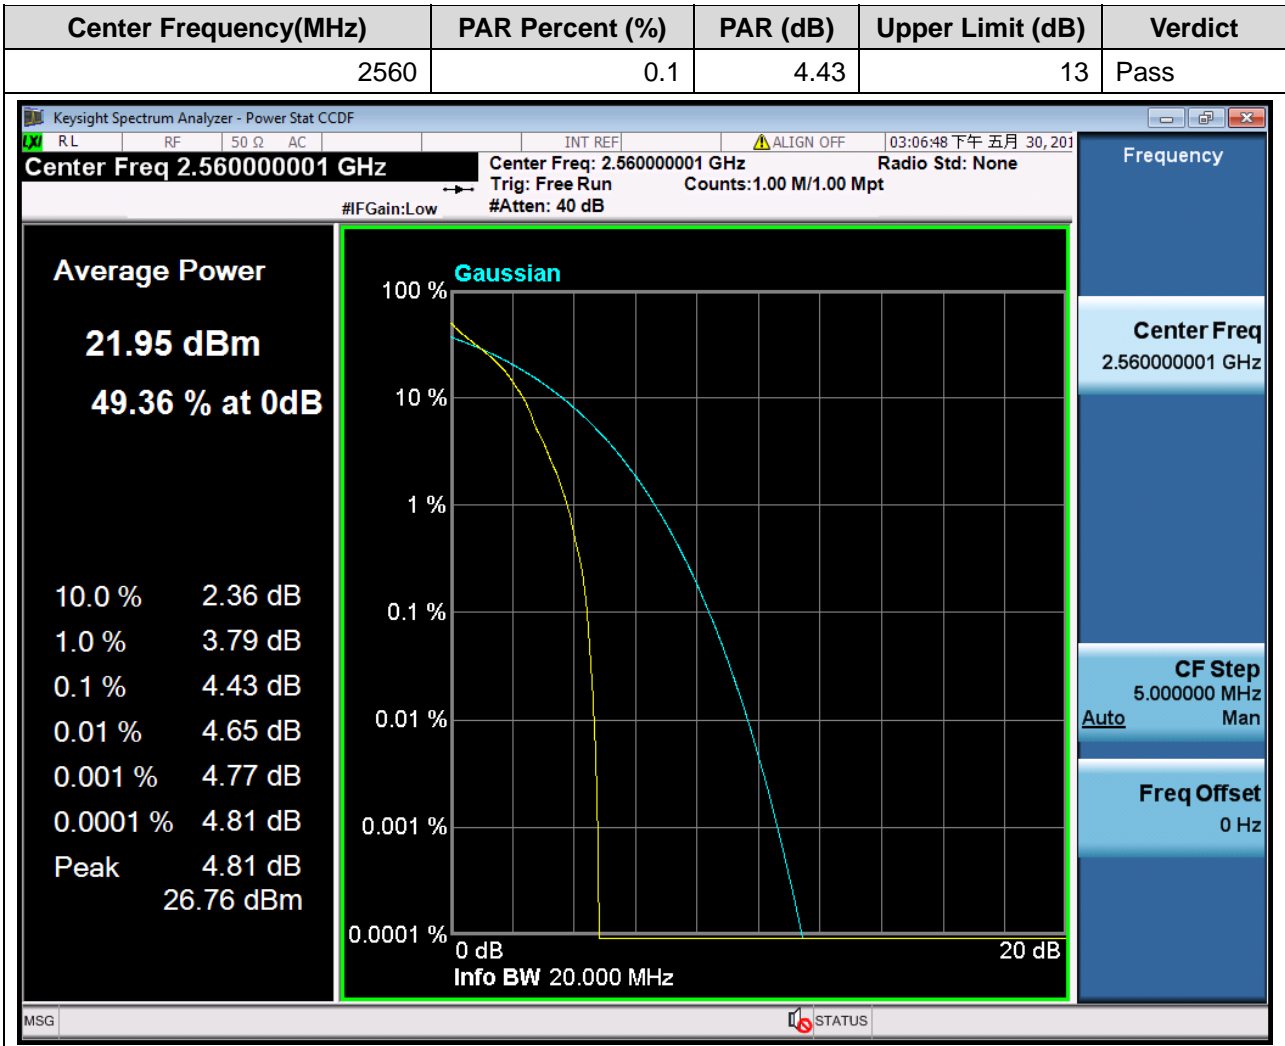 Center Frequency(MHz) PAR Percent (%) PAR (dB) Upper Limit (dB) Verdict
2560 0.1 4.43 13 Pass
Keysight Spectrum Analyzer - Power Stat CCDF
LXI RL RF 50 Ω AC INT REF ALIGN OFF 03:06:48 下午 五月 30, 201
Center Freq 2.560000001 GHz
Center Freq: 2.560000001 GHz Radio Std: None
Trig: Free Run Counts:1.00 M/1.00 Mpt
#IFGain:Low #Atten: 40 dB
Average Power
21.95 dBm
49.36 % at 0dB
10.0 % 2.36 dB
1.0 % 3.79 dB
0.1 % 4.43 dB
0.01 % 4.65 dB
0.001 % 4.77 dB
0.0001 % 4.81 dB
Peak 4.81 dB
26.76 dBm
Gaussian
100 %
10 %
1 %
0.1 %
0.01 %
0.001 %
0.0001 %
0 dB 20 dB
Info BW 20.000 MHz
Frequency
Center Freq
2.560000001 GHz
CF Step
5.000000 MHz
Auto Man
Freq Offset
0 Hz
MSG STATUS